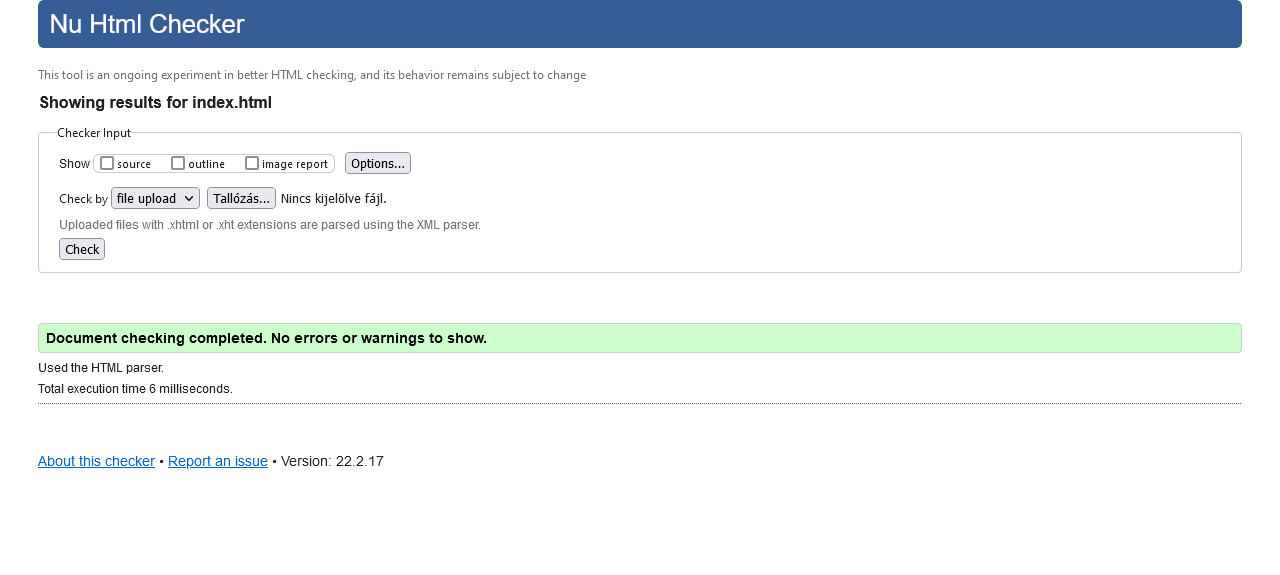 Nu Html Checker
This tool is an ongoing experiment in better HTML checking, and its behavior remains subject to change
Showing results for index.html
Checker Input
Show source outline image report Options...
Check by file upload Tallózás... Nincs kijelölve fájl.
Uploaded files with .xhtml or .xht extensions are parsed using the XML parser.
Check
Document checking completed. No errors or warnings to show.
Used the HTML parser.
Total execution time 6 milliseconds.
About this checker • Report an issue • Version: 22.2.17